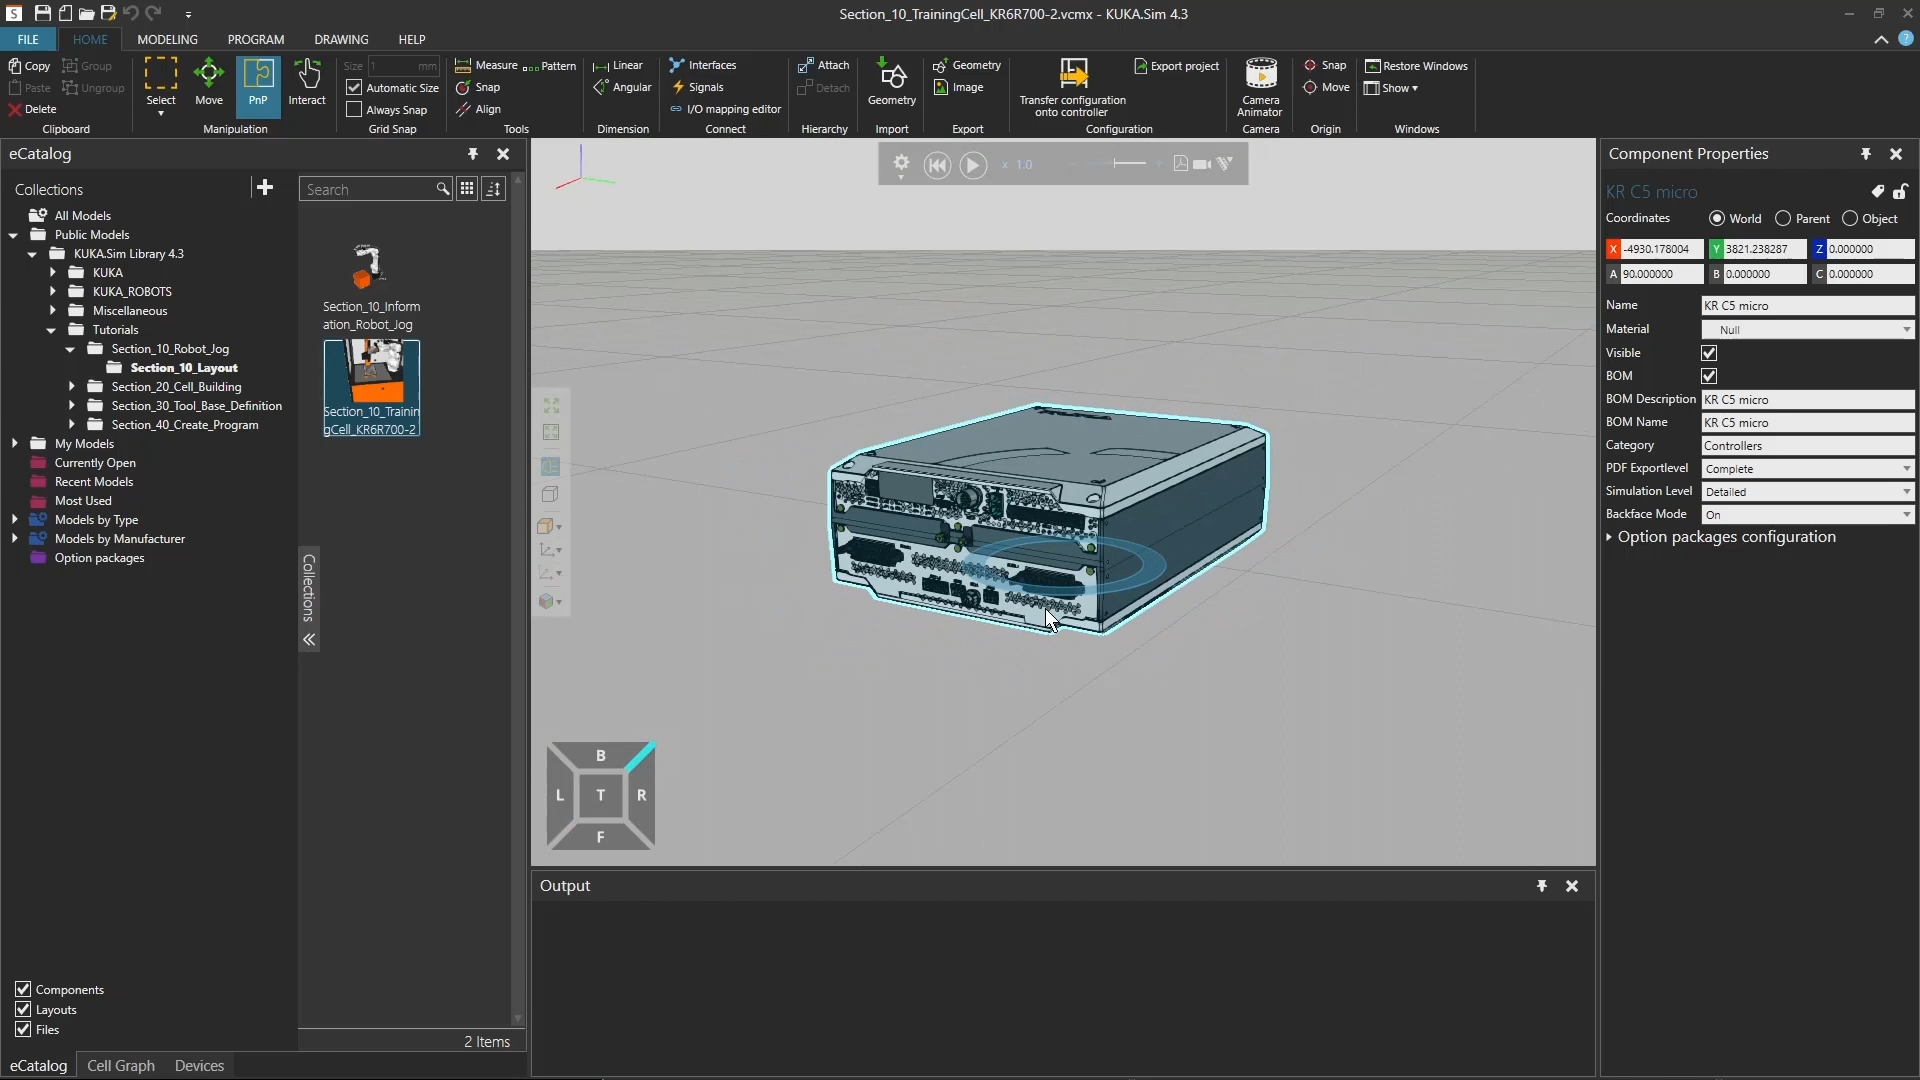 S
Section_10_TrainingCell_KR6R700-2.vcmx - KUKA.Sim 4.3
FILE
HOME
MODELING
PROGRAM
DRAWING
HELP
?
Copy
Group
Paste
Ungroup
Delete
Clipboard
Select
Move
PnP
Interact
Manipulation
Size
1
mm
Automatic Size
Always Snap
Grid Snap
Measure
Pattern
Snap
Align
Tools
Linear
Angular
Dimension
Interfaces
Signals
I/O mapping editor
Connect
Attach
Detach
Hierarchy
Geometry
Import
Geometry
Image
Export
Transfer configuration
onto controller
Export project
Configuration
Camera
Animator
Camera
Snap
Move
Origin
Restore Windows
Show
Windows
eCatalog
Collections
Search
All Models
Public Models
KUKA.Sim Library 4.3
KUKA
KUKA_ROBOTS
Miscellaneous
Tutorials
Section_10_Robot_Jog
Section_10_Layout
Section_20_Cell_Building
Section_30_Tool_Base_Definition
Section_40_Create_Program
My Models
Currently Open
Recent Models
Most Used
Models by Type
Models by Manufacturer
Option packages
Components
Layouts
Files
Section_10_Inform
ation_Robot_Jog
Section_10_Trainin
gCell_KR6R700-2
Collections
2 Items
eCatalog
Cell Graph
Devices
x 1.0
B
L
T
R
F
Output
Component Properties
KR C5 micro
Coordinates
World
Parent
Object
X -4930.178004
Y 3821.238287
Z 0.000000
A 90.000000
B 0.000000
C 0.000000
Name
KR C5 micro
Material
Null
Visible
BOM
BOM Description
KR C5 micro
BOM Name
KR C5 micro
Category
Controllers
PDF Exportlevel
Complete
Simulation Level
Detailed
Backface Mode
On
Option packages configuration